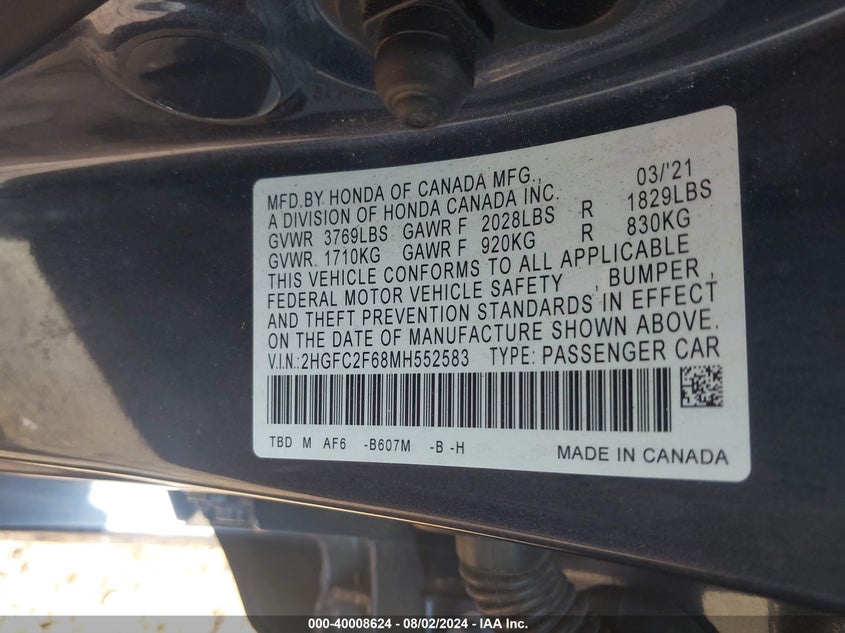 MFD.BY HONDA OF CANADA MFG., 03/'21
A DIVISION OF HONDA CANADA INC.
GVWR 3769LBS GAWR F 2028LBS R 1829LBS
GVWR. 1710KG GAWR F 920KG R 830KG
THIS VEHICLE CONFORMS TO ALL APPLICABLE
FEDERAL MOTOR VEHICLE SAFETY , BUMPER ,
AND THEFT PREVENTION STANDARDS IN EFFECT
ON THE DATE OF MANUFACTURE SHOWN ABOVE.
V.I.N.:2HGFC2F68MH552583 TYPE: PASSENGER CAR
TBD M AF6 -B607M -B -H MADE IN CANADA
000-40008624 - 08/02/2024 - IAA Inc.